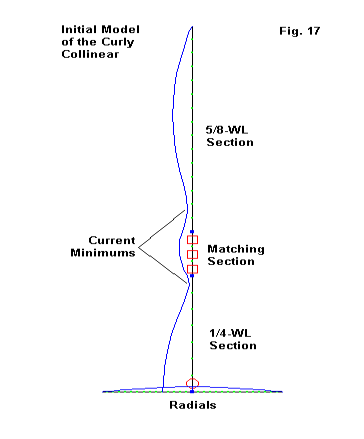 Initial Model
of the Curly
Collinear
Fig. 17
5/8-WL
Section
Current
Minimums
Matching
Section
1/4-WL
Section
Radials